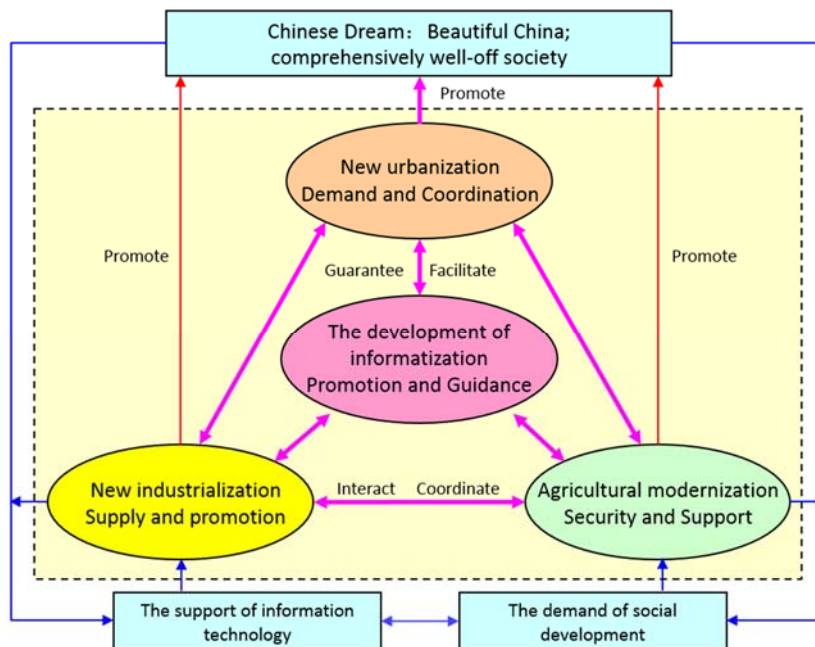 Chinese Dream： Beautiful China;
comprehensively well-off society
Promote
New urbanization
Demand and Coordination
Promote
Promote
Guarantee Facilitate
The development of
informatization
Promotion and Guidance
New industrialization
Supply and promotion
Interact Coordinate
Agricultural modernization
Security and Support
The support of information
technology
The demand of social
development